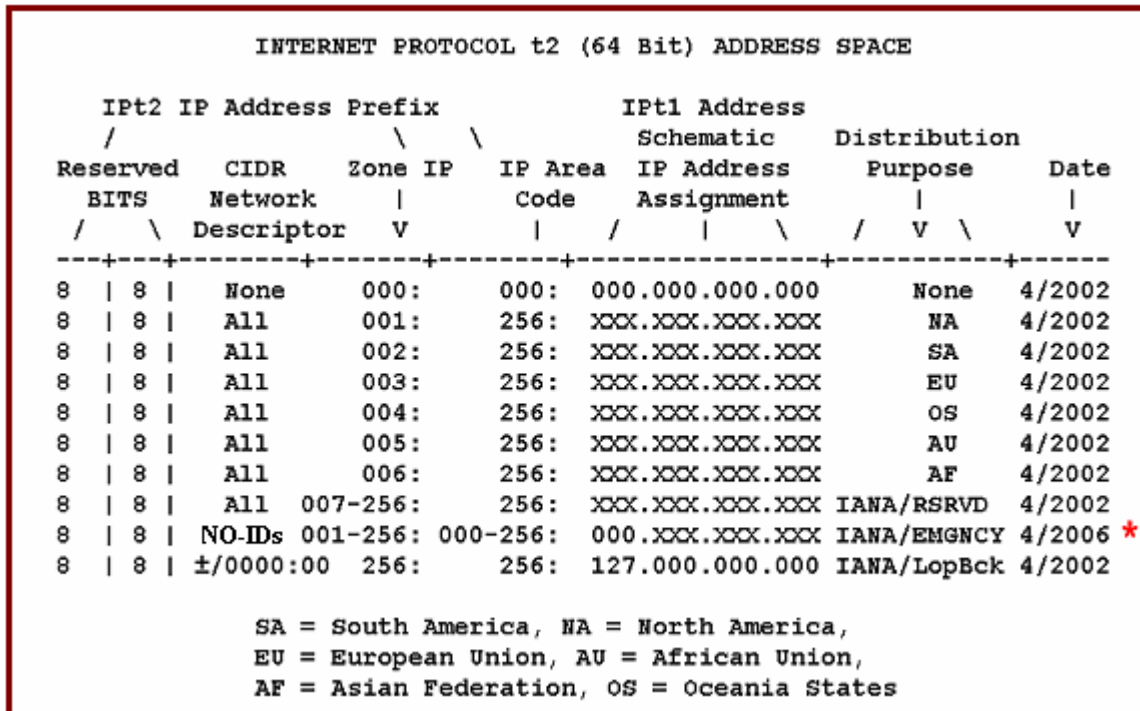 INTERNET PROTOCOL t2 (64 Bit) ADDRESS SPACE
IPt2 IP Address Prefix IPt1 Address
/ \ \ Schematic Distribution
Reserved CIDR Zone IP IP Area IP Address Purpose Date
BITS Network | Code Assignment | |
/ \ Descriptor V | / | \ / V \ V
---+---+--------+-------+--------+----------------+-----------+------
8 | 8 | None 000: 000: 000.000.000.000 None 4/2002
8 | 8 | All 001: 256: XXX.XXX.XXX.XXX NA 4/2002
8 | 8 | All 002: 256: XXX.XXX.XXX.XXX SA 4/2002
8 | 8 | All 003: 256: XXX.XXX.XXX.XXX EU 4/2002
8 | 8 | All 004: 256: XXX.XXX.XXX.XXX OS 4/2002
8 | 8 | All 005: 256: XXX.XXX.XXX.XXX AU 4/2002
8 | 8 | All 006: 256: XXX.XXX.XXX.XXX AF 4/2002
8 | 8 | All 007-256: 256: XXX.XXX.XXX.XXX IANA/RSRVD 4/2002
8 | 8 | NO-IDs 001-256: 000-256: 000.XXX.XXX.XXX IANA/EMGNCY 4/2006 *
8 | 8 | ±/0000:00 256: 256: 127.000.000.000 IANA/LopBck 4/2002
SA = South America, NA = North America,
EU = European Union, AU = African Union,
AF = Asian Federation, OS = Oceania States